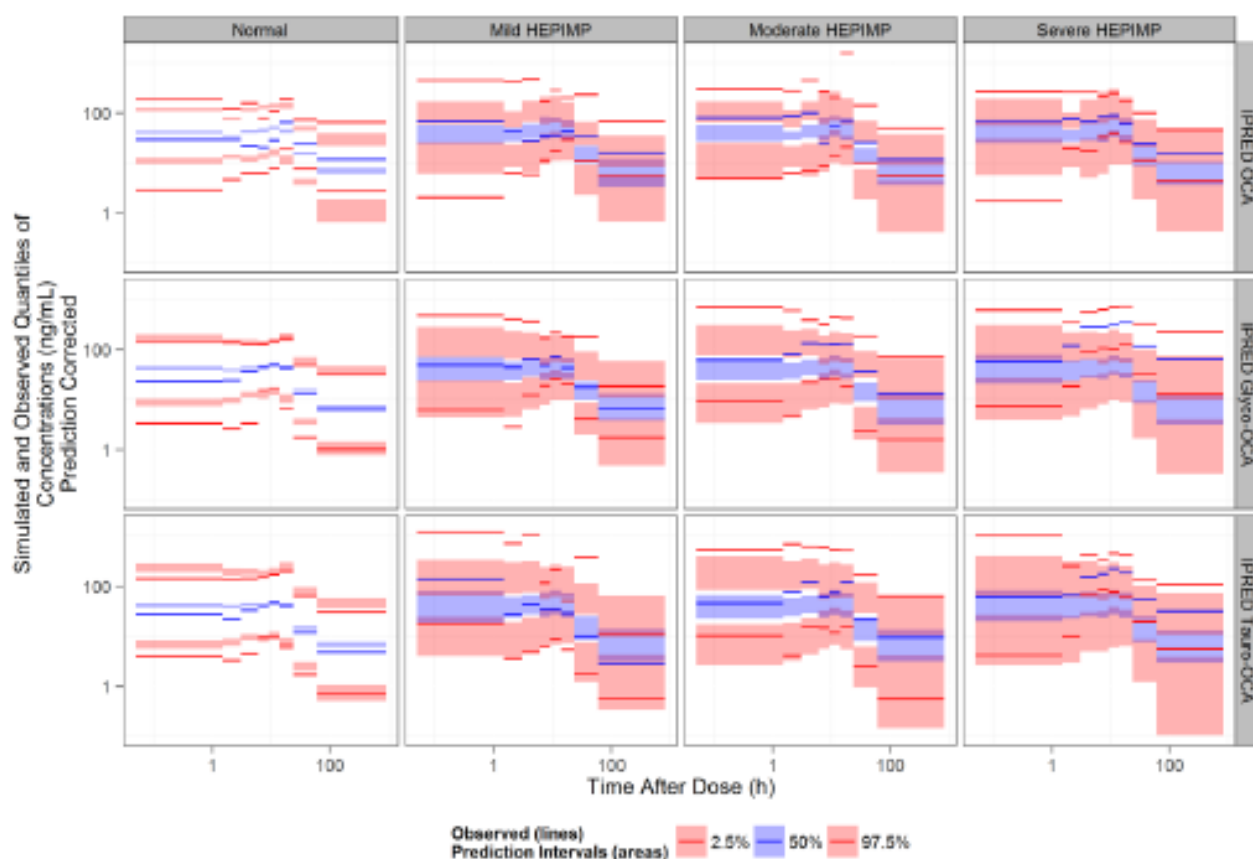 Normal
Mild HEPIMP
Moderate HEPIMP
Severe HEPIMP
Simulated and Observed Quantiles of
Concentrations (ng/mL)
Prediction Corrected
100
1
IPRED OCA
100
1
IPRED Glyco-OCA
100
1
IPRED Tauro-OCA
1
100
1
100
1
100
1
100
Time After Dose (h)
Observed (lines)
Prediction Intervals (areas)
2.5%
50%
97.5%